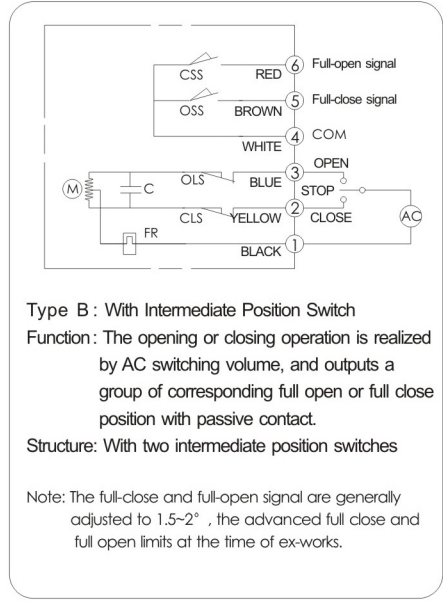 CSS RED 6 Full-open signal
OSS BROWN 5 Full-close signal
WHITE 4 COM
OLS BLUE 3 OPEN
M C STOP AC
CLS YELLOW 2 CLOSE
FR BLACK 1
Type B : With Intermediate Position Switch
Function : The opening or closing operation is realized
by AC switching volume, and outputs a
group of corresponding full open or full close
position with passive contact.
Structure: With two intermediate position switches
Note: The full-close and full-open signal are generally
adjusted to 1.5~2° , the advanced full close and
full open limits at the time of ex-works.